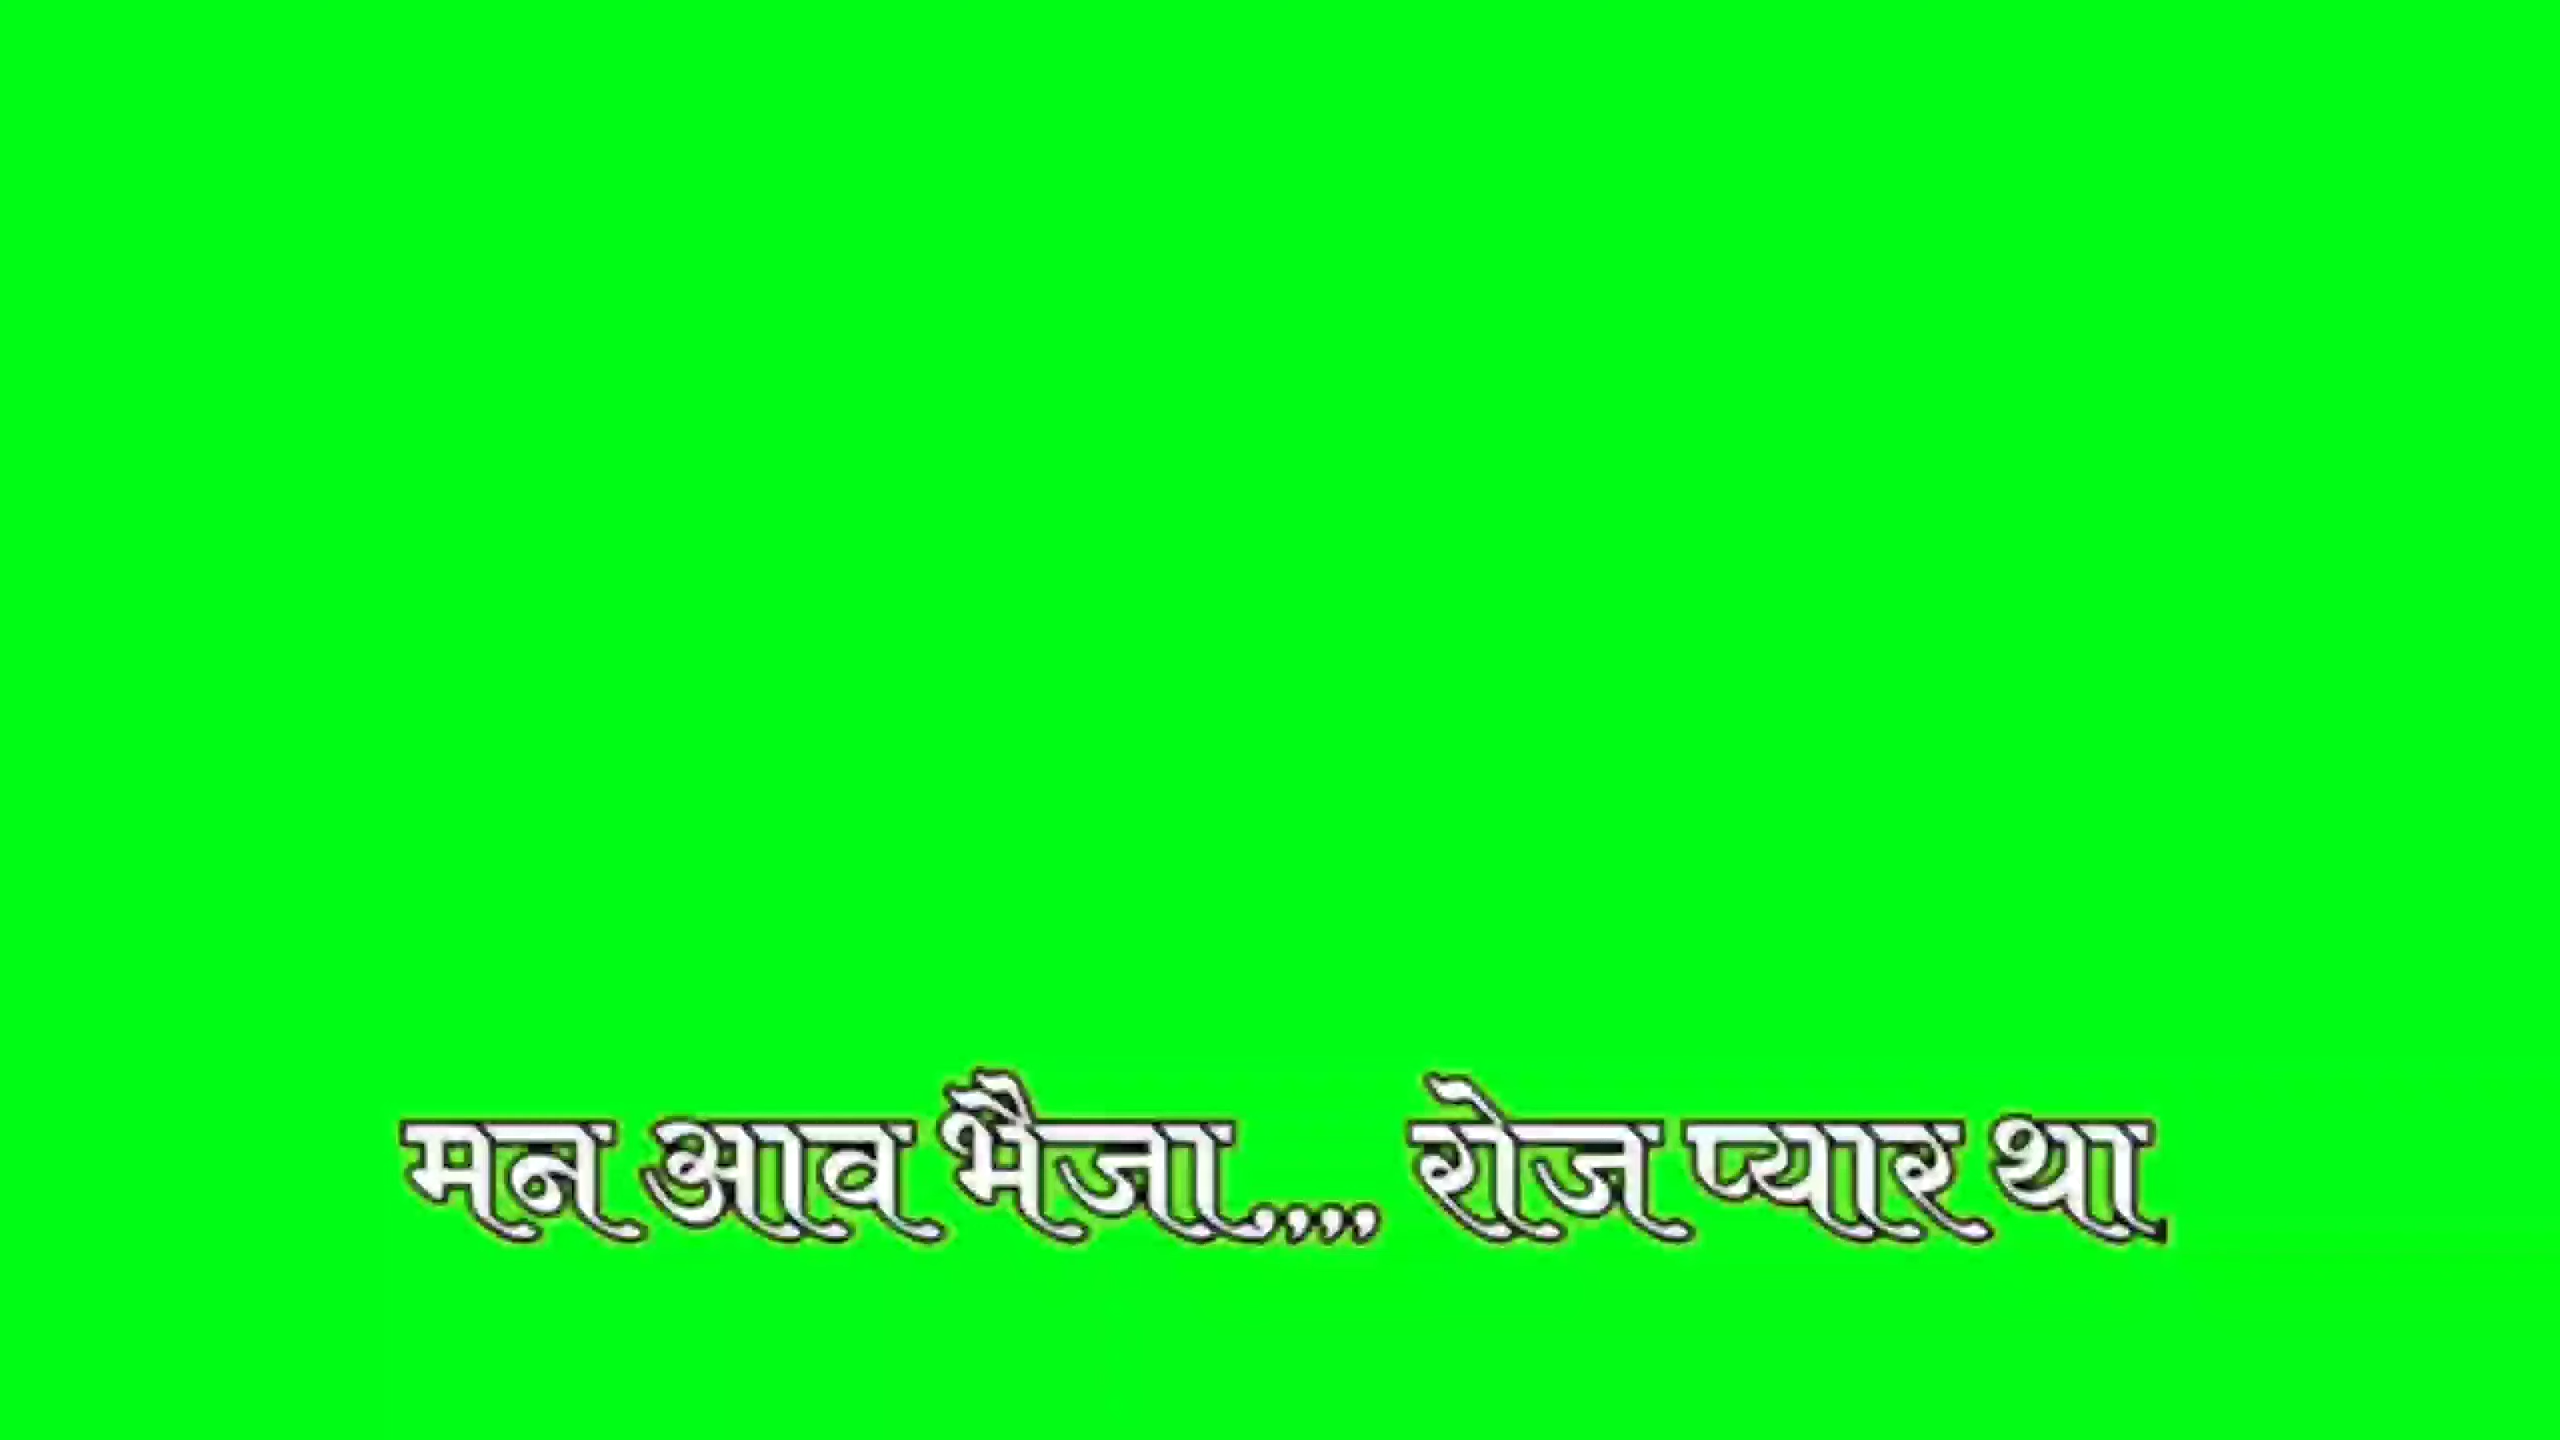 मन आव भैजा,,,, रोज प्यार था